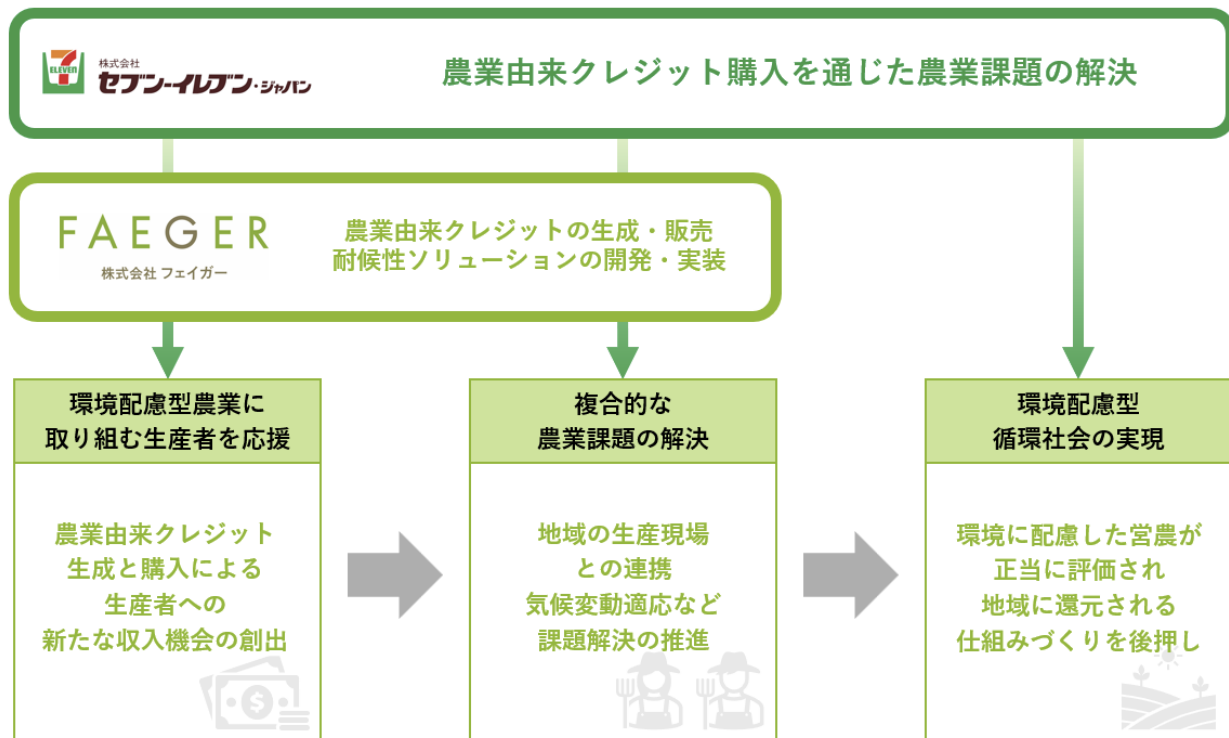 7
ELEVEN
株式会社
セブン-イレブン・ジャパン
農業由来クレジット購入を通じた農業課題の解決
FAEGER
株式会社 フェイガー
農業由来クレジットの生成・販売
耐候性ソリューションの開発・実装
環境配慮型農業に
取り組む生産者を応援
農業由来クレジット
生成と購入による
生産者への
新たな収入機会の創出
$
複合的な
農業課題の解決
地域の生産現場
との連携
気候変動適応など
課題解決の推進
環境配慮型
循環社会の実現
環境に配慮した営農が
正当に評価され
地域に還元される
仕組みづくりを後押し